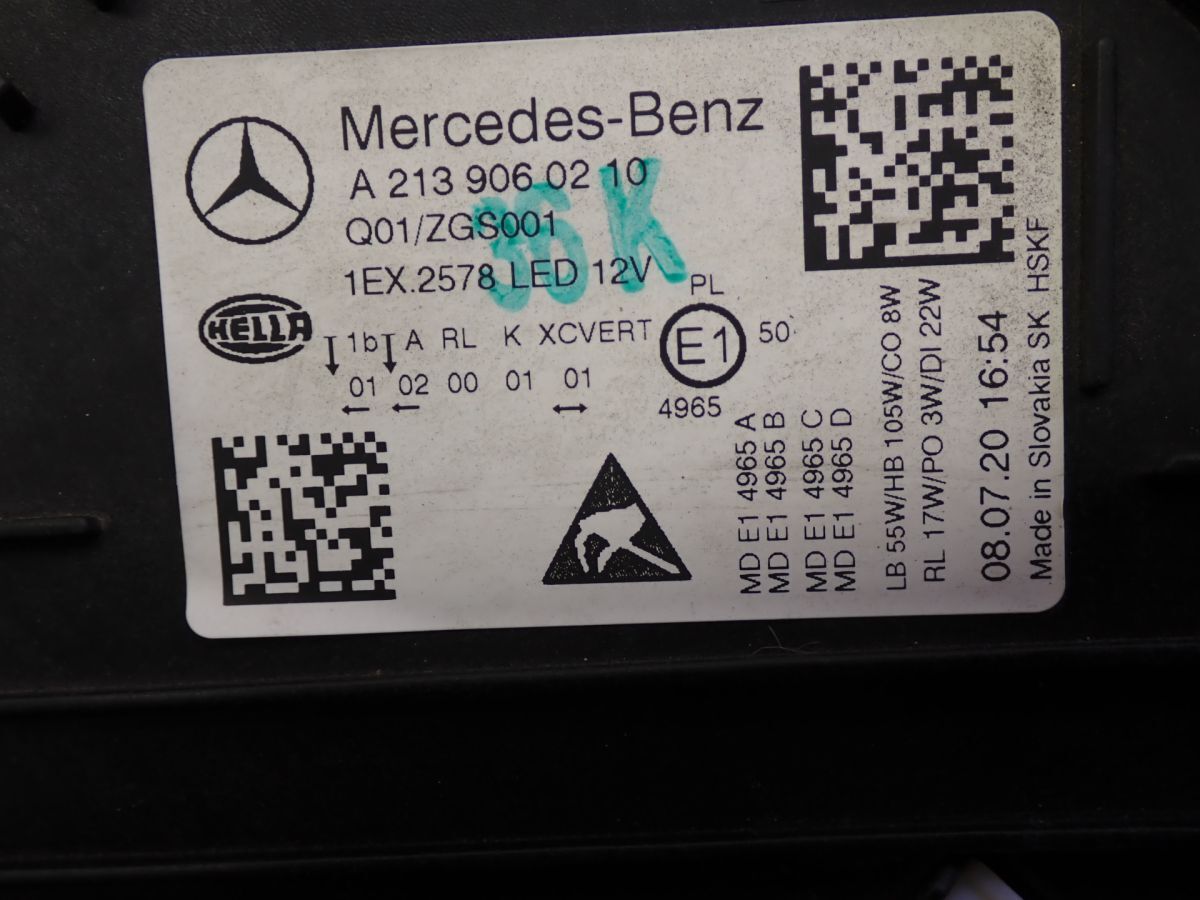 Mercedes-Benz
A 213 906 02 10
Q01/ZGS001
1EX.2578 LED 12V
36 K
HELLA
1b A RL K XCVERT
01 02 00 01 01
PL
E1
50
4965
MD E1 4965 A
MD E1 4965 B
MD E1 4965 C
MD E1 4965 D
LB 55W/HB 105W/CO 8W
RL 17W/PO 3W/DI 22W
08.07.20 16:54
Made in Slovakia SK HSKF